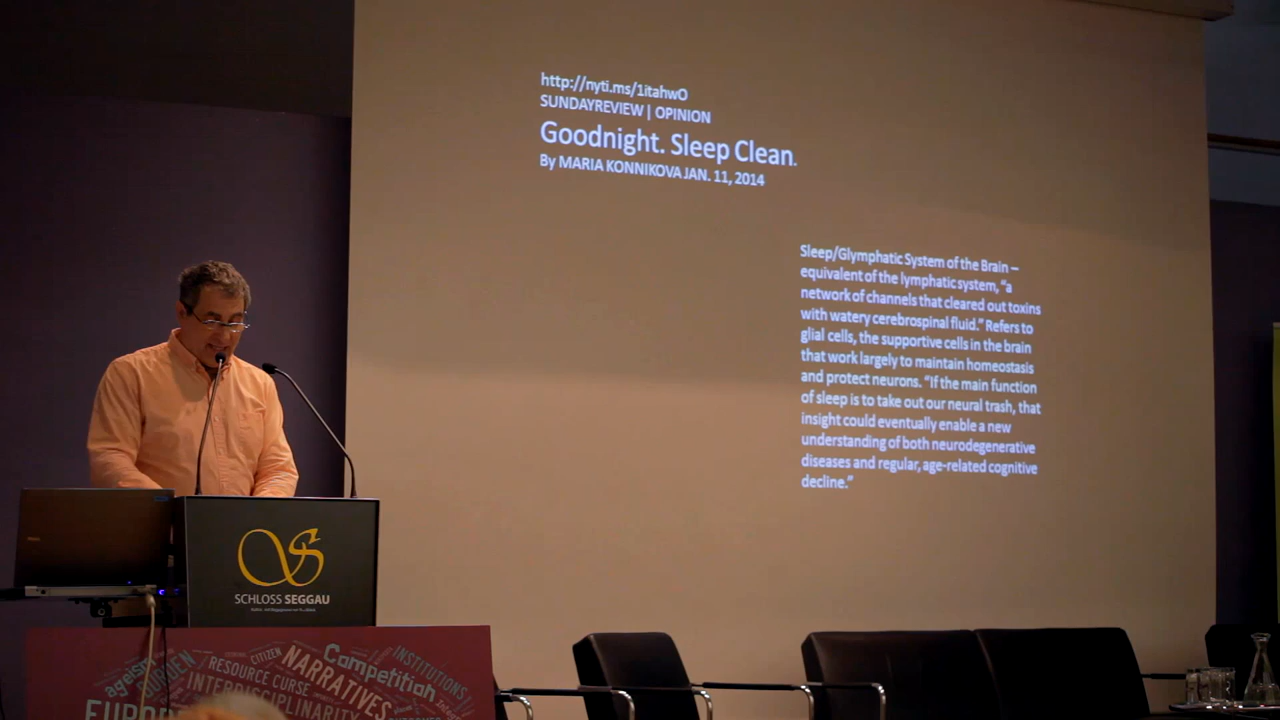 http://nyti.ms/1itahwO
SUNDAYREVIEW | OPINION
Goodnight. Sleep Clean.
By MARIA KONNIKOVA JAN. 11, 2014
Sleep/Glymphatic System of the Brain –
equivalent of the lymphatic system, “a
network of channels that cleared out toxins
with watery cerebrospinal fluid.” Refers to
glial cells, the supportive cells in the brain
that work largely to maintain homeostasis
and protect neurons. “If the main function
of sleep is to take out our neural trash, that
insight could eventually enable a new
understanding of both neurodegenerative
diseases and regular, age-related cognitive
decline.”
SCHLOSS SEGGAU
ageism
CITIZEN
RESOURCE CURSE
NARRATIVES
Competition
INSTITUTIONS
INTERDISCIPLINARITY